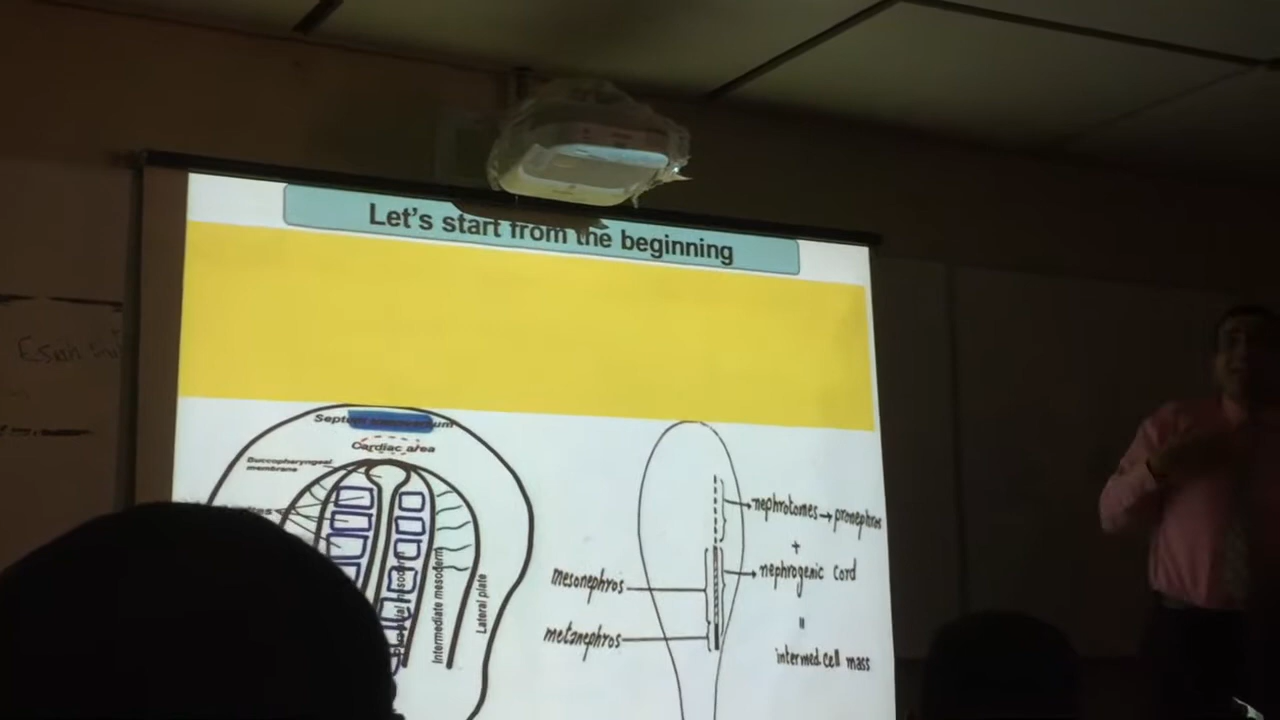 Let's start from the beginning
Septum transversum
Cardiac area
Buccopharyngeal
membrane
Intermediate mesoderm
Lateral plate
nephrotomes → pronephros
+
nephrogenic cord
mesonephros
metanephros
=
intermed. cell mass